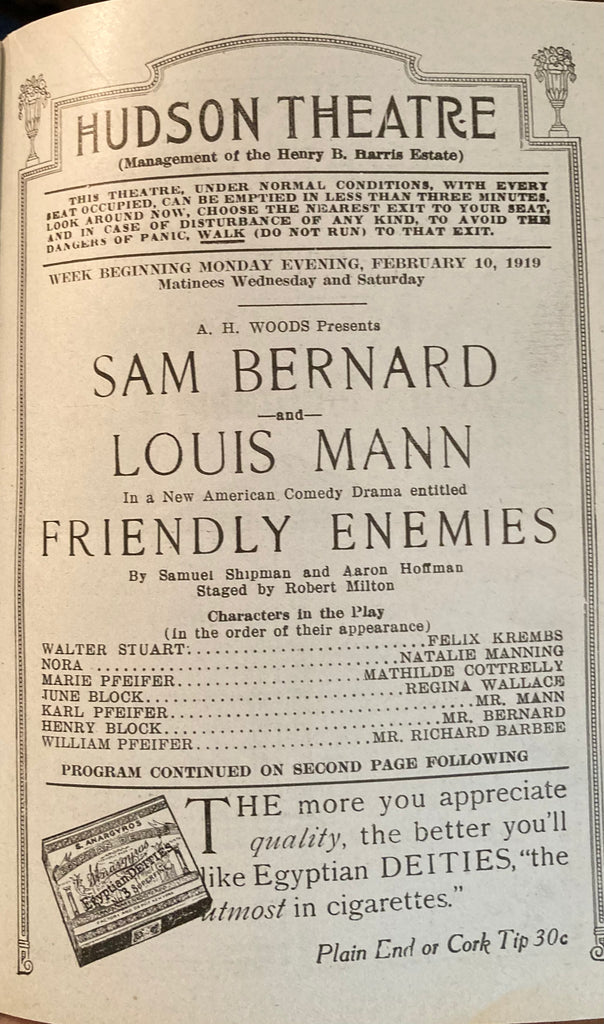 HUDSON THEATRE
(Management of the Henry B. Harris Estate)
THIS THEATRE, UNDER NORMAL CONDITIONS, WITH EVERY
SEAT OCCUPIED, CAN BE EMPTIED IN LESS THAN THREE MINUTES.
LOOK AROUND NOW, CHOOSE THE NEAREST EXIT TO YOUR SEAT,
AND IN CASE OF DISTURBANCE OF ANY KIND, TO AVOID THE
DANGERS OF PANIC, WALK (DO NOT RUN) TO THAT EXIT.
WEEK BEGINNING MONDAY EVENING, FEBRUARY 10, 1919
Matinees Wednesday and Saturday
A. H. WOODS Presents
SAM BERNARD
—and—
LOUIS MANN
In a New American Comedy Drama entitled
FRIENDLY ENEMIES
By Samuel Shipman and Aaron Hoffman
Staged by Robert Milton
Characters in the Play
(in the order of their appearance)
WALTER STUART.............................FELIX KREMBS
NORA......................................NATALIE MANNING
MARIE PFEIFER.......................MATHILDE COTTRELLY
JUNE BLOCK................................REGINA WALLACE
KARL PFEIFER..............................MR. MANN
HENRY BLOCK.............................MR. BERNARD
WILLIAM PFEIFER....................MR. RICHARD BARBEE
PROGRAM CONTINUED ON SECOND PAGE FOLLOWING
S. ANARGYROS
Egyptian Deities
THE more you appreciate
quality, the better you'll
like Egyptian DEITIES, "the
utmost in cigarettes."
Plain End or Cork Tip 30c